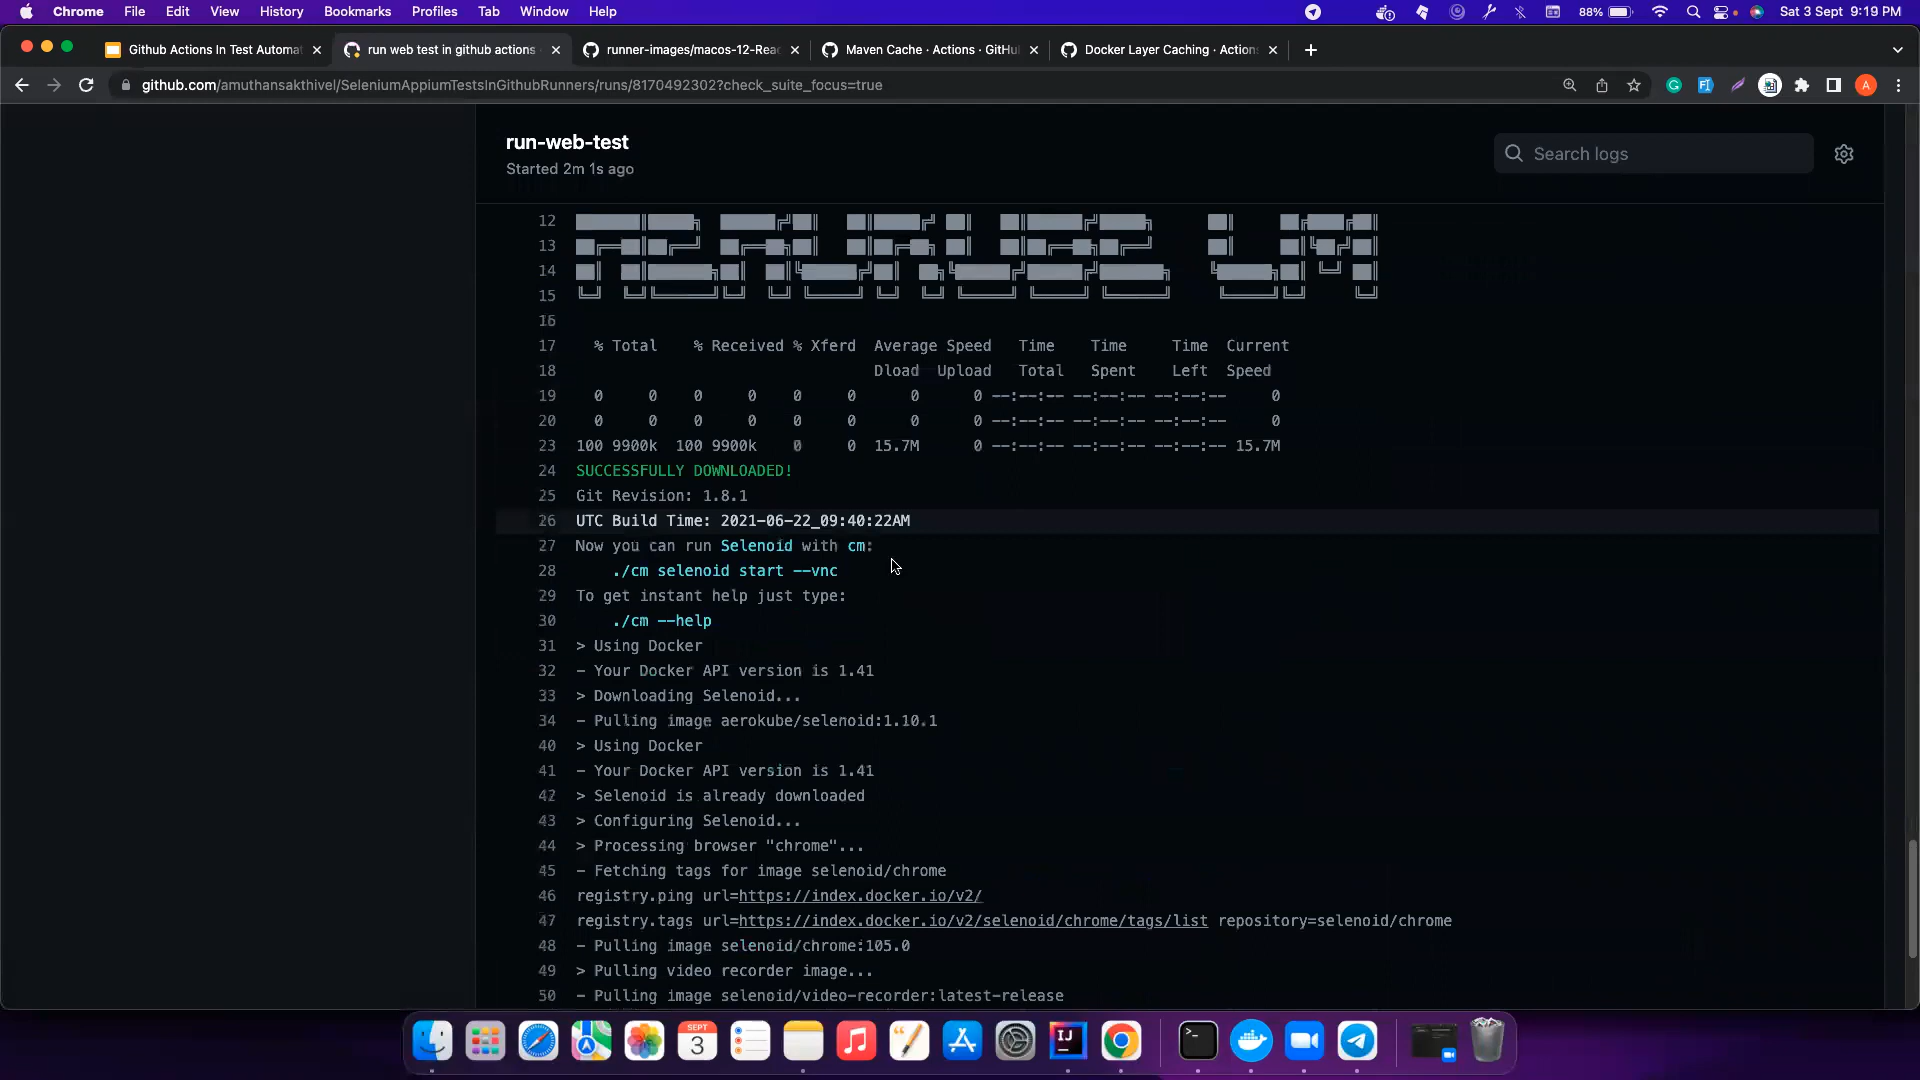 Chrome File Edit View History Bookmarks Profiles Tab Window Help 88% Sat 3 Sept 9:19 PM
Github Actions In Test Automat
run web test in github actions
runner-images/macos-12-Rea
Maven Cache · Actions · GitHu
Docker Layer Caching · Action
github.com/amuthansakthivel/SeleniumAppiumTestsInGithubRunners/runs/8170492302?check_suite_focus=true
A
run-web-test
Started 2m 1s ago
Search logs
12
13
14
15
16
17 % Total % Received % Xferd Average Speed Time Time Time Current
18 Dload Upload Total Spent Left Speed
19 0 0 0 0 0 0 0 0 --:--:-- --:--:-- --:--:-- 0
20 0 0 0 0 0 0 0 0 --:--:-- --:--:-- --:--:-- 0
23 100 9900k 100 9900k 0 0 15.7M 0 --:--:-- --:--:-- --:--:-- 15.7M
24 SUCCESSFULLY DOWNLOADED!
25 Git Revision: 1.8.1
26 UTC Build Time: 2021-06-22_09:40:22AM
27 Now you can run Selenoid with cm:
28 ./cm selenoid start --vnc
29 To get instant help just type:
30 ./cm --help
31 > Using Docker
32 - Your Docker API version is 1.41
33 > Downloading Selenoid...
34 - Pulling image aerokube/selenoid:1.10.1
40 > Using Docker
41 - Your Docker API version is 1.41
42 > Selenoid is already downloaded
43 > Configuring Selenoid...
44 > Processing browser "chrome"...
45 - Fetching tags for image selenoid/chrome
46 registry.ping url=https://index.docker.io/v2/
47 registry.tags url=https://index.docker.io/v2/selenoid/chrome/tags/list repository=selenoid/chrome
48 - Pulling image selenoid/chrome:105.0
49 > Pulling video recorder image...
50 - Pulling image selenoid/video-recorder:latest-release
SEPT
3
IJ